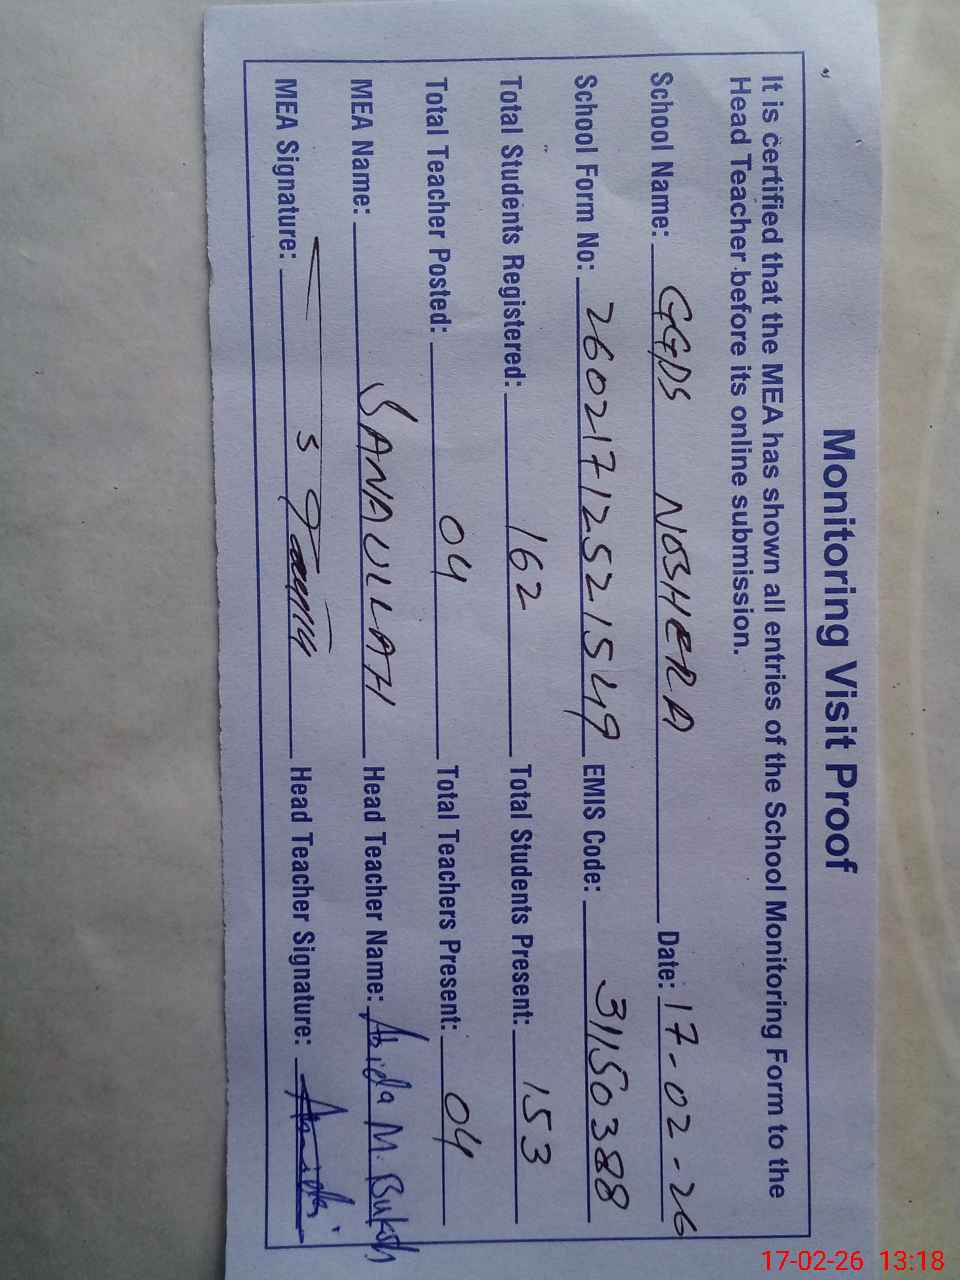 Monitoring Visit Proof
It is certified that the MEA has shown all entries of the School Monitoring Form to the
Head Teacher before its online submission.
School Name: GGPS NOSHERA Date: 17-02-26
School Form No: 26021712521549 EMIS Code: 31150388
Total Students Registered: 162 Total Students Present: 153
Total Teacher Posted: 04 Total Teachers Present: 04
MEA Name: SANAULLAH Head Teacher Name: Abida M. Buksh
MEA Signature: Head Teacher Signature:
17-02-26 13:18